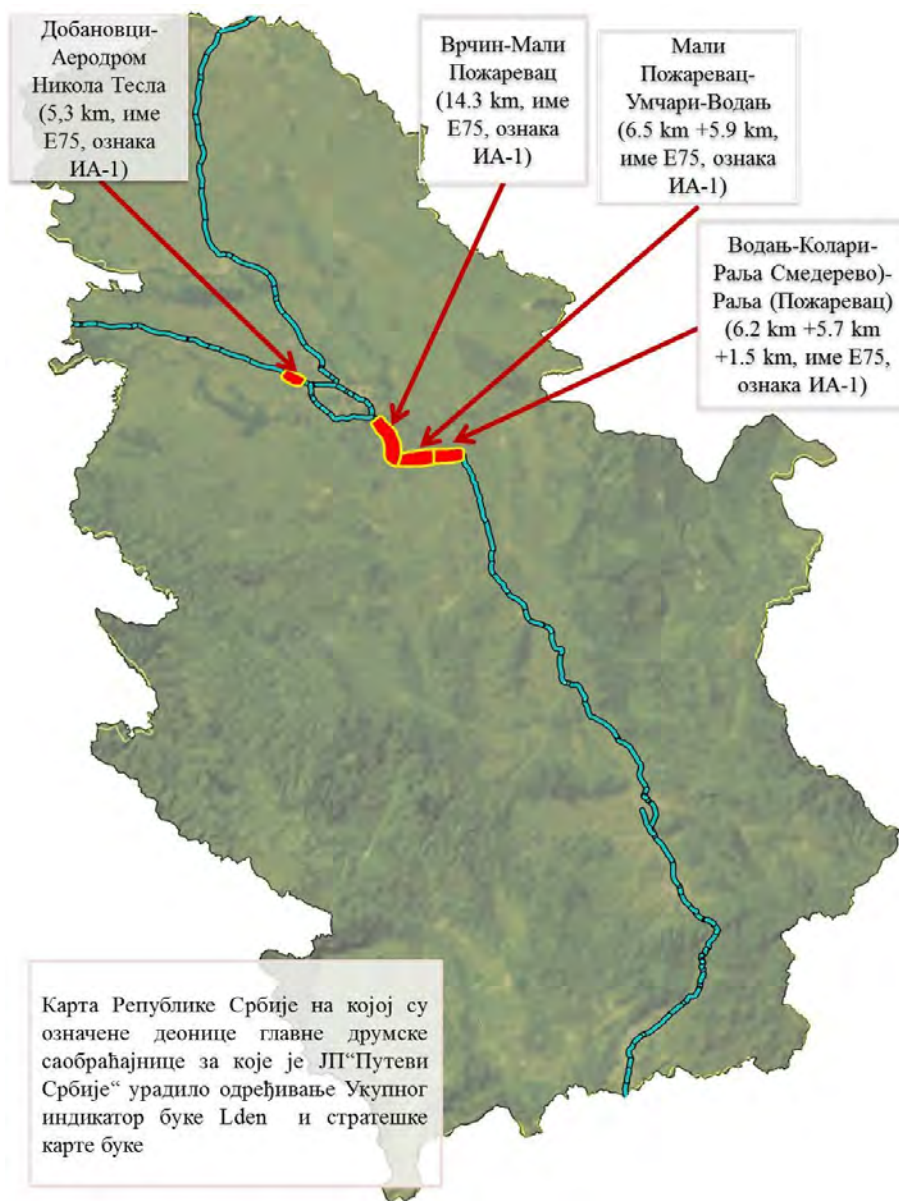 Добановци-
Аеродром
Никола Тесла
(5,3 km, име
Е75, ознака
ИА-1)
Врчин-Мали
Пожаревац
(14.3 km, име
Е75, ознака
ИА-1)
Мали
Пожаревац-
Умчари-Водањ
(6.5 km +5.9 km,
име Е75, ознака
ИА-1)
Водањ-Колари-
Раља Смедерево)-
Раља (Пожаревац)
(6.2 km +5.7 km
+1.5 km, име Е75,
ознака ИА-1)
Карта Републике Србије на којој су
означене деонице главне друмске
саобраћајнице за које је ЈП“Путеви
Србије“ урадило одређивање Укупног
индикатор буке Lden и стратешке
карте буке